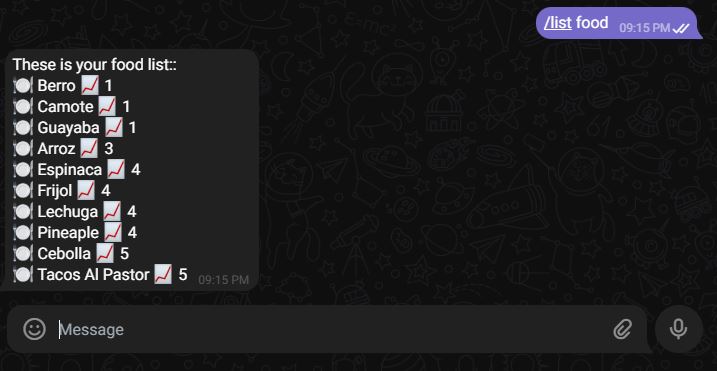 /list food 09:15 PM
These is your food list::
🍽 Berro 📈 1
🍽 Camote 📈 1
🍽 Guayaba 📈 1
🍽 Arroz 📈 3
🍽 Espinaca 📈 4
🍽 Frijol 📈 4
🍽 Lechuga 📈 4
🍽 Pineaple 📈 4
🍽 Cebolla 📈 5
🍽 Tacos Al Pastor 📈 5 09:15 PM
Message